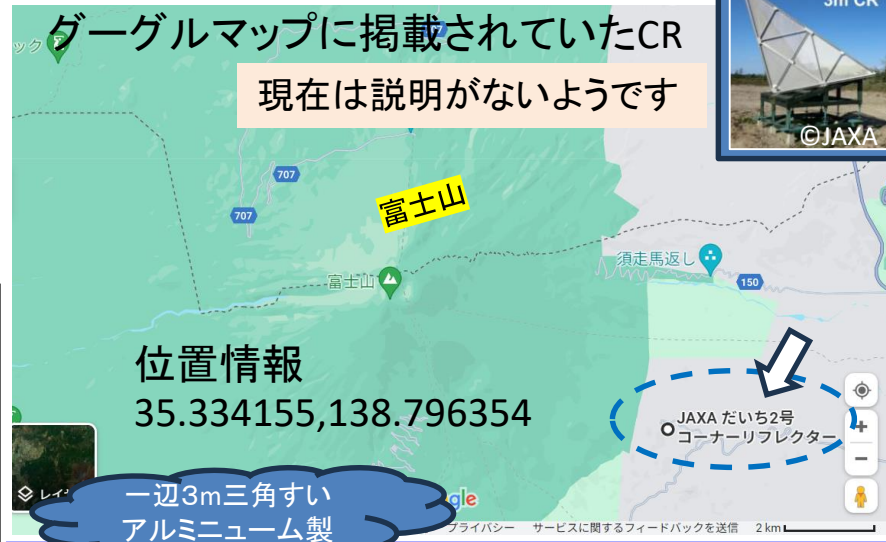 グーグルマップに掲載されていたCR
現在は説明がないようです
3m CR
©JAXA
707
707
富士山
富士山
須走馬返し
150
位置情報
35.334155,138.796354
JAXA だいち2号
コーナーリフレクター
一辺3m三角すい
アルミニューム製
プライバシー サービスに関するフィードバックを送信 2 km